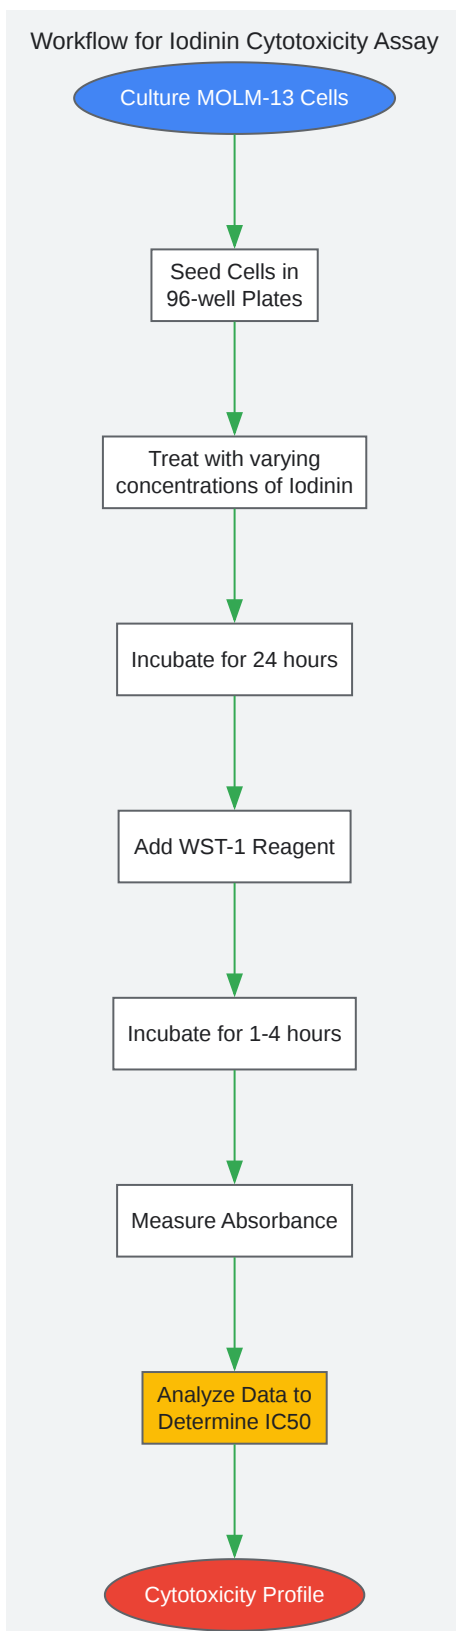 Workflow for Iodinin Cytotoxicity Assay
Culture MOLM-13 Cells
Seed Cells in
96-well Plates
Treat with varying
concentrations of Iodinin
Incubate for 24 hours
Add WST-1 Reagent
Incubate for 1-4 hours
Measure Absorbance
Analyze Data to
Determine IC50
Cytotoxicity Profile